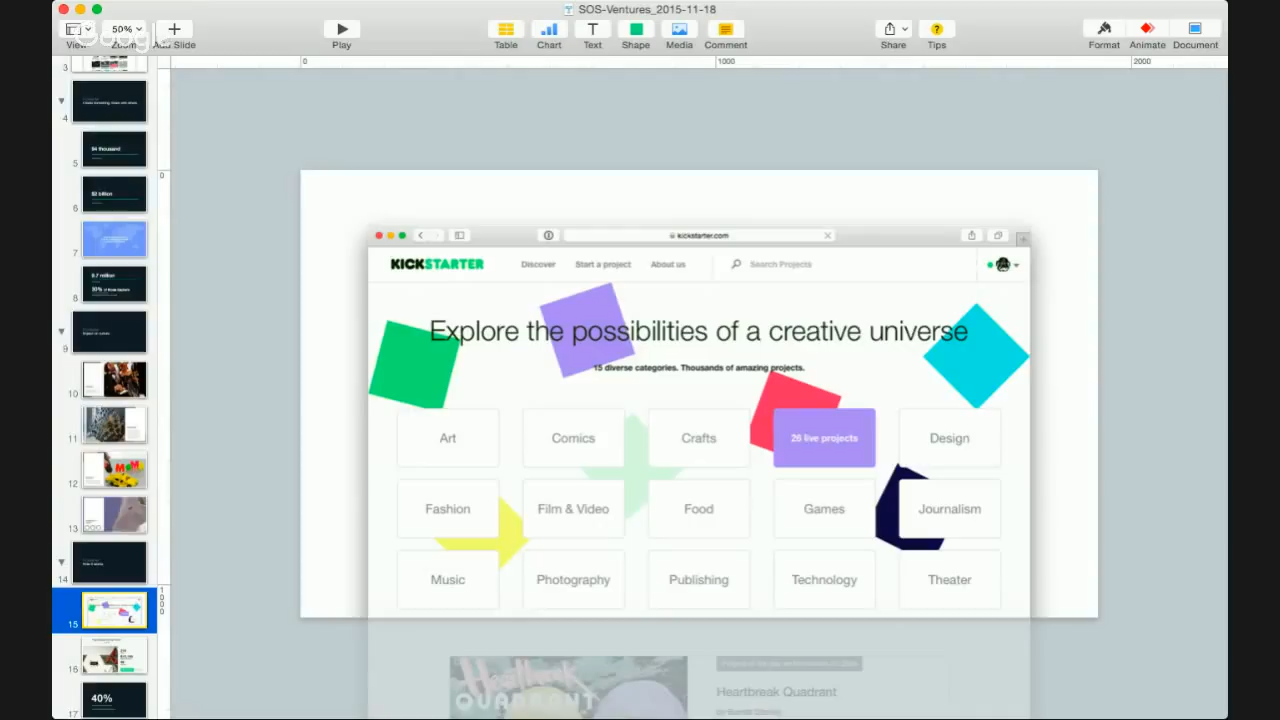 SOS-Ventures_2015-11-18
50%
View Zoom Add Slide Play Table Chart Text Shape Media Comment Share Tips Format Animate Document
0 1000 2000
3
4
94 thousand
5
$2 billion
6
7
9.7 million
8
9
10
11
12
13
14
15
16
40%
17
0
1000
kickstarter.com
KICKSTARTER Discover Start a project About us Search Projects
Explore the possibilities of a creative universe
15 diverse categories. Thousands of amazing projects.
Art Comics Crafts 26 live projects Design
Fashion Film & Video Food Games Journalism
Music Photography Publishing Technology Theater
QUADRANT
Heartbreak Quadrant